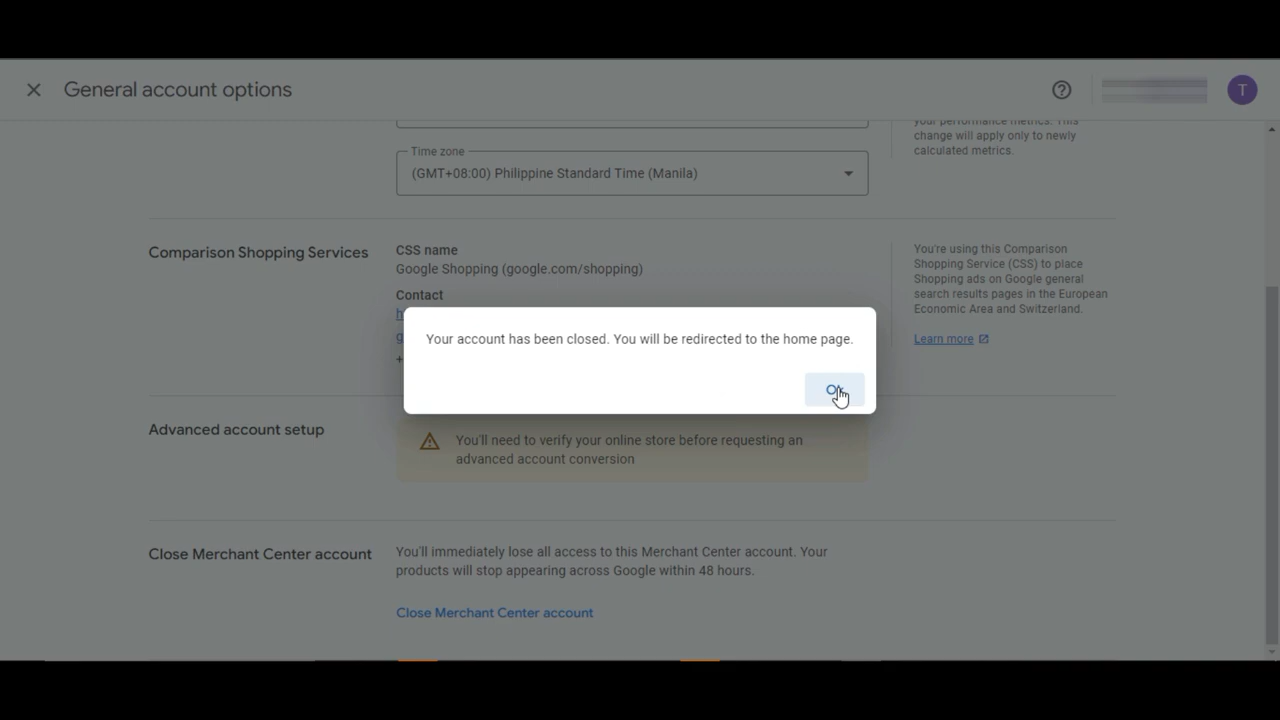 General account options
T
your performance metrics. This
change will apply only to newly
calculated metrics.
Time zone
(GMT+08:00) Philippine Standard Time (Manila)
Comparison Shopping Services
CSS name
Google Shopping (google.com/shopping)
Contact
You're using this Comparison
Shopping Service (CSS) to place
Shopping ads on Google general
search results pages in the European
Economic Area and Switzerland.
Learn more
Your account has been closed. You will be redirected to the home page.
OK
Advanced account setup
You'll need to verify your online store before requesting an
advanced account conversion
Close Merchant Center account
You'll immediately lose all access to this Merchant Center account. Your
products will stop appearing across Google within 48 hours.
Close Merchant Center account